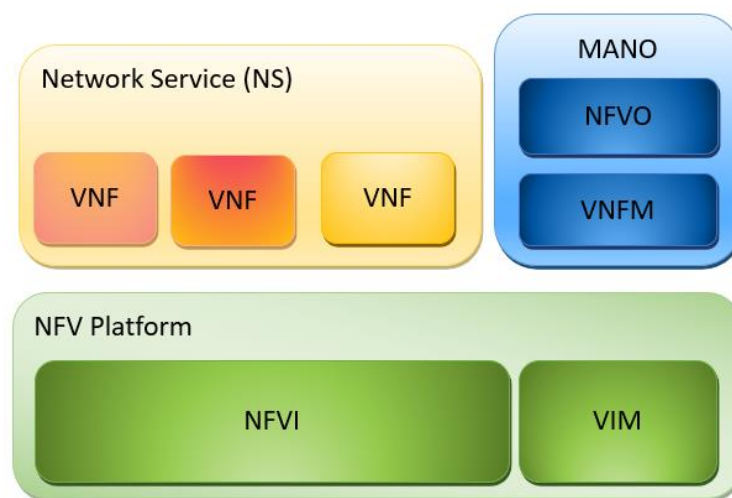 Network Service (NS)
VNF
VNF
VNF
MANO
NFVO
VNFM
NFV Platform
NFVI
VIM